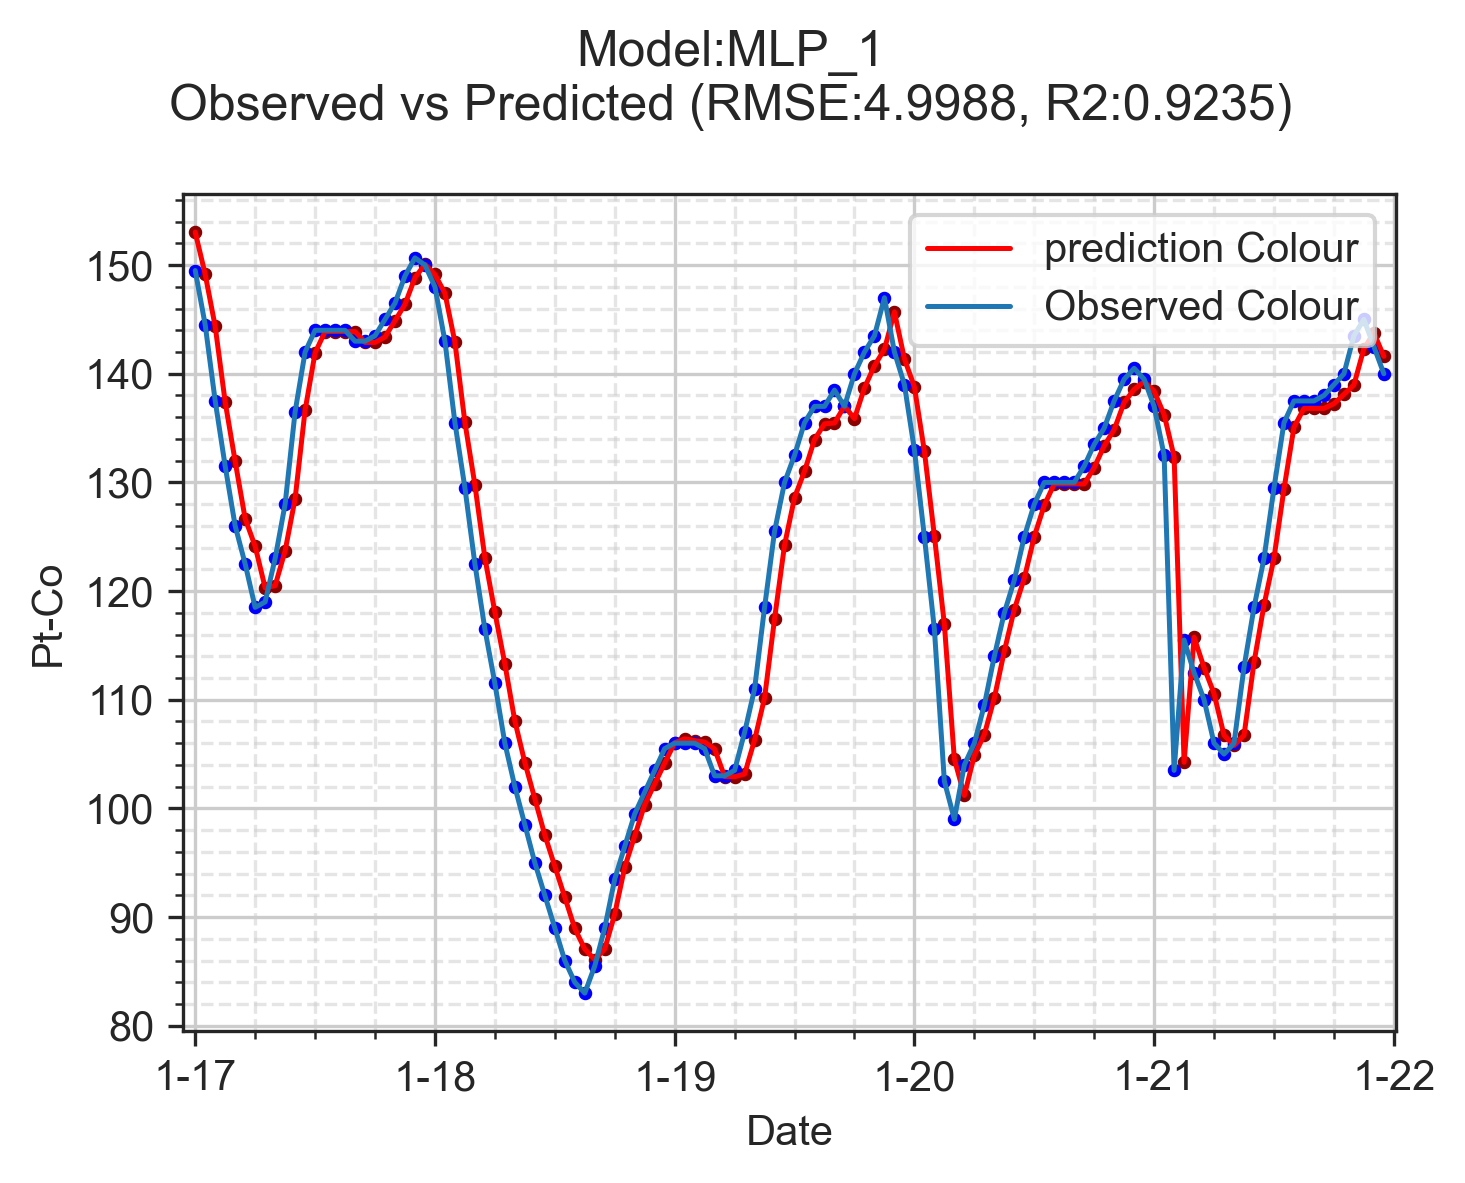 Model:MLP_1
Observed vs Predicted (RMSE:4.9988, R2:0.9235)
prediction Colour
Observed Colour
150
140
130
120
110
100
90
80
Pt-Co
1-17 1-18 1-19 1-20 1-21 1-22
Date